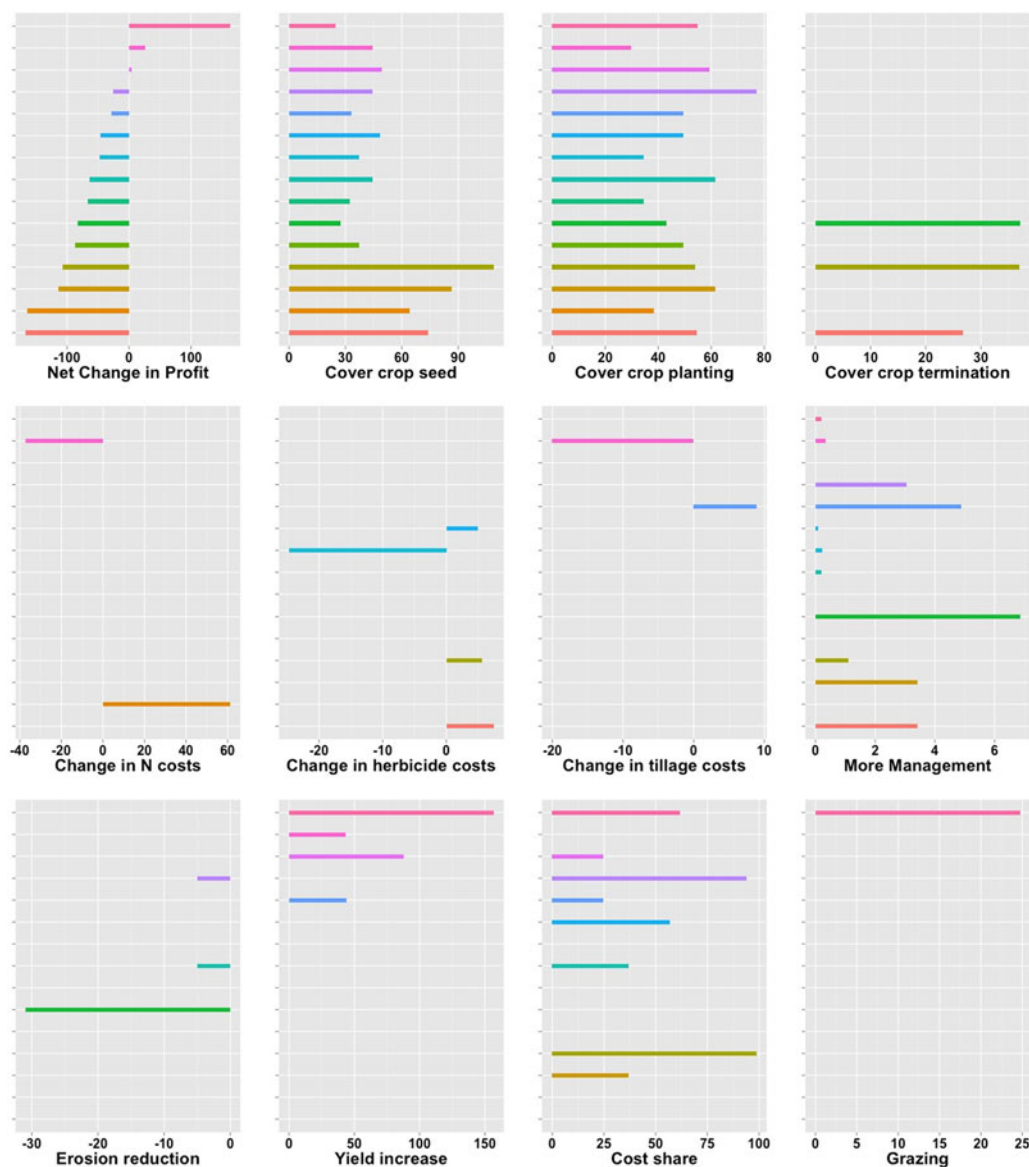 -100 0 100 0 30 60 90 0 20 40 60 80 0 10 20 30
Net Change in Profit Cover crop seed Cover crop planting Cover crop termination
-40 -20 0 20 40 60 -20 0 -20 -10 0 10 0 2 4 6
Change in N costs Change in herbicide costs Change in tillage costs More Management
-30 -20 -10 0 0 50 100 150 0 25 50 75 100 0 5 10 15 20 25
Erosion reduction Yield increase Cost share Grazing